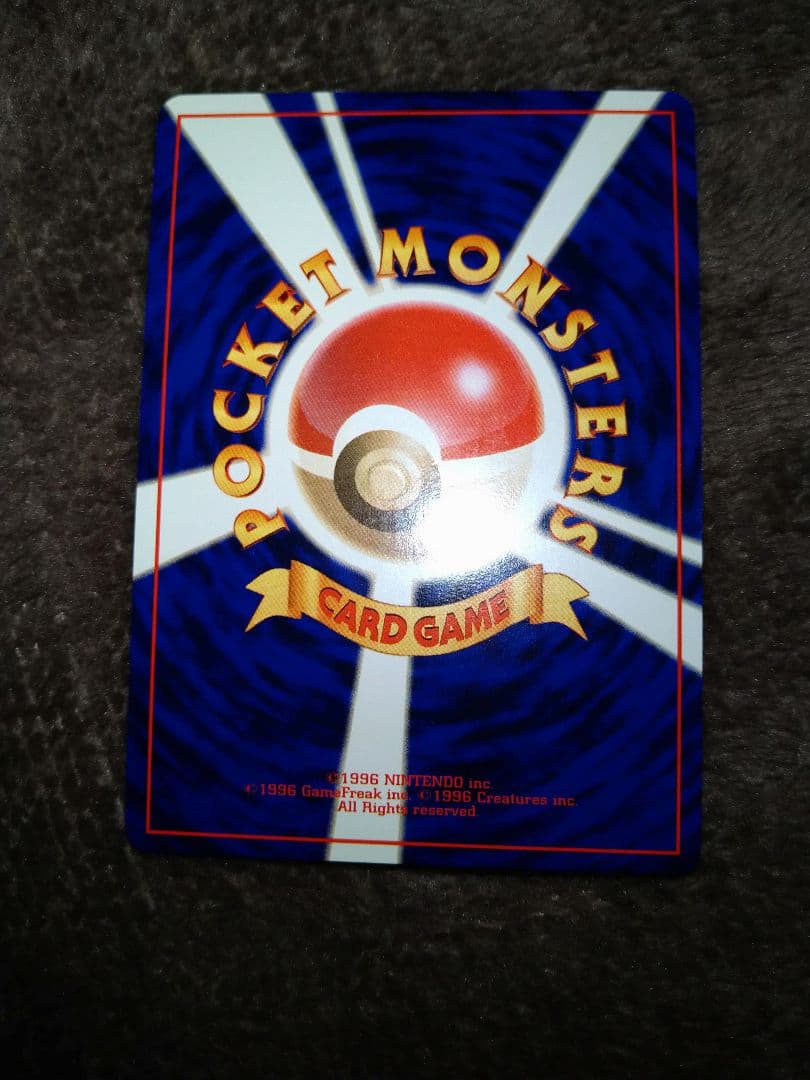 POCKET MONSTERS
CARD GAME
©1996 NINTENDO inc.
©1996 GameFreak inc. ©1996 Creatures inc.
All Rights reserved.